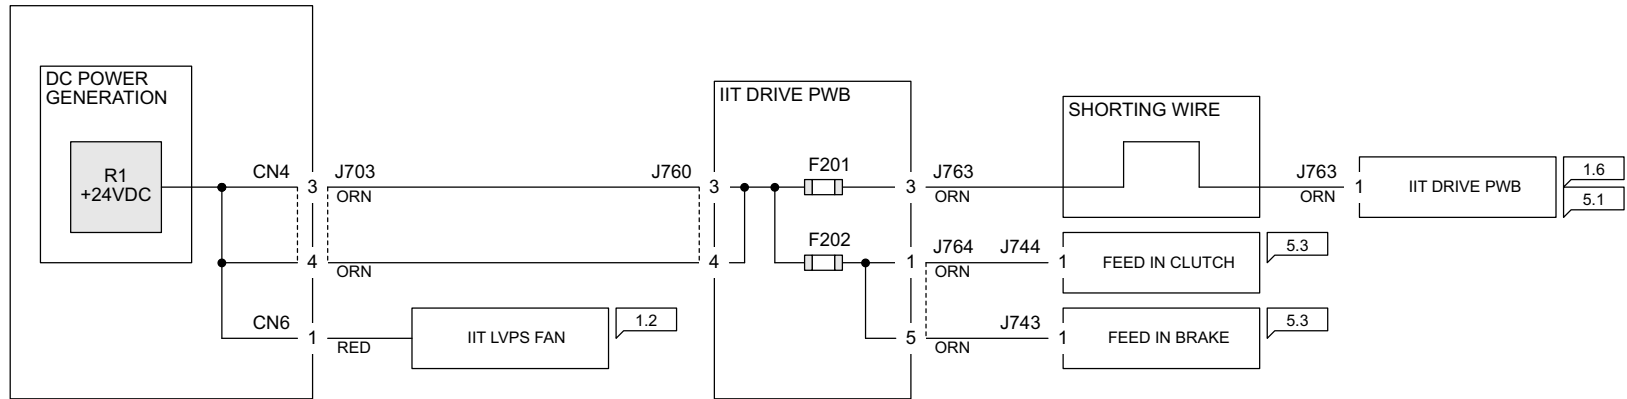 DC POWER
GENERATION
R1
+24VDC
CN4
3
J703
ORN
4
ORN
CN6
1
RED
IIT LVPS FAN
1.2
J760
3
4
IIT DRIVE PWB
F201
F202
3
J763
ORN
1
J764
ORN
5
ORN
SHORTING WIRE
J763
ORN
1
IIT DRIVE PWB
1.6
5.1
J744
1
FEED IN CLUTCH
5.3
J743
1
FEED IN BRAKE
5.3